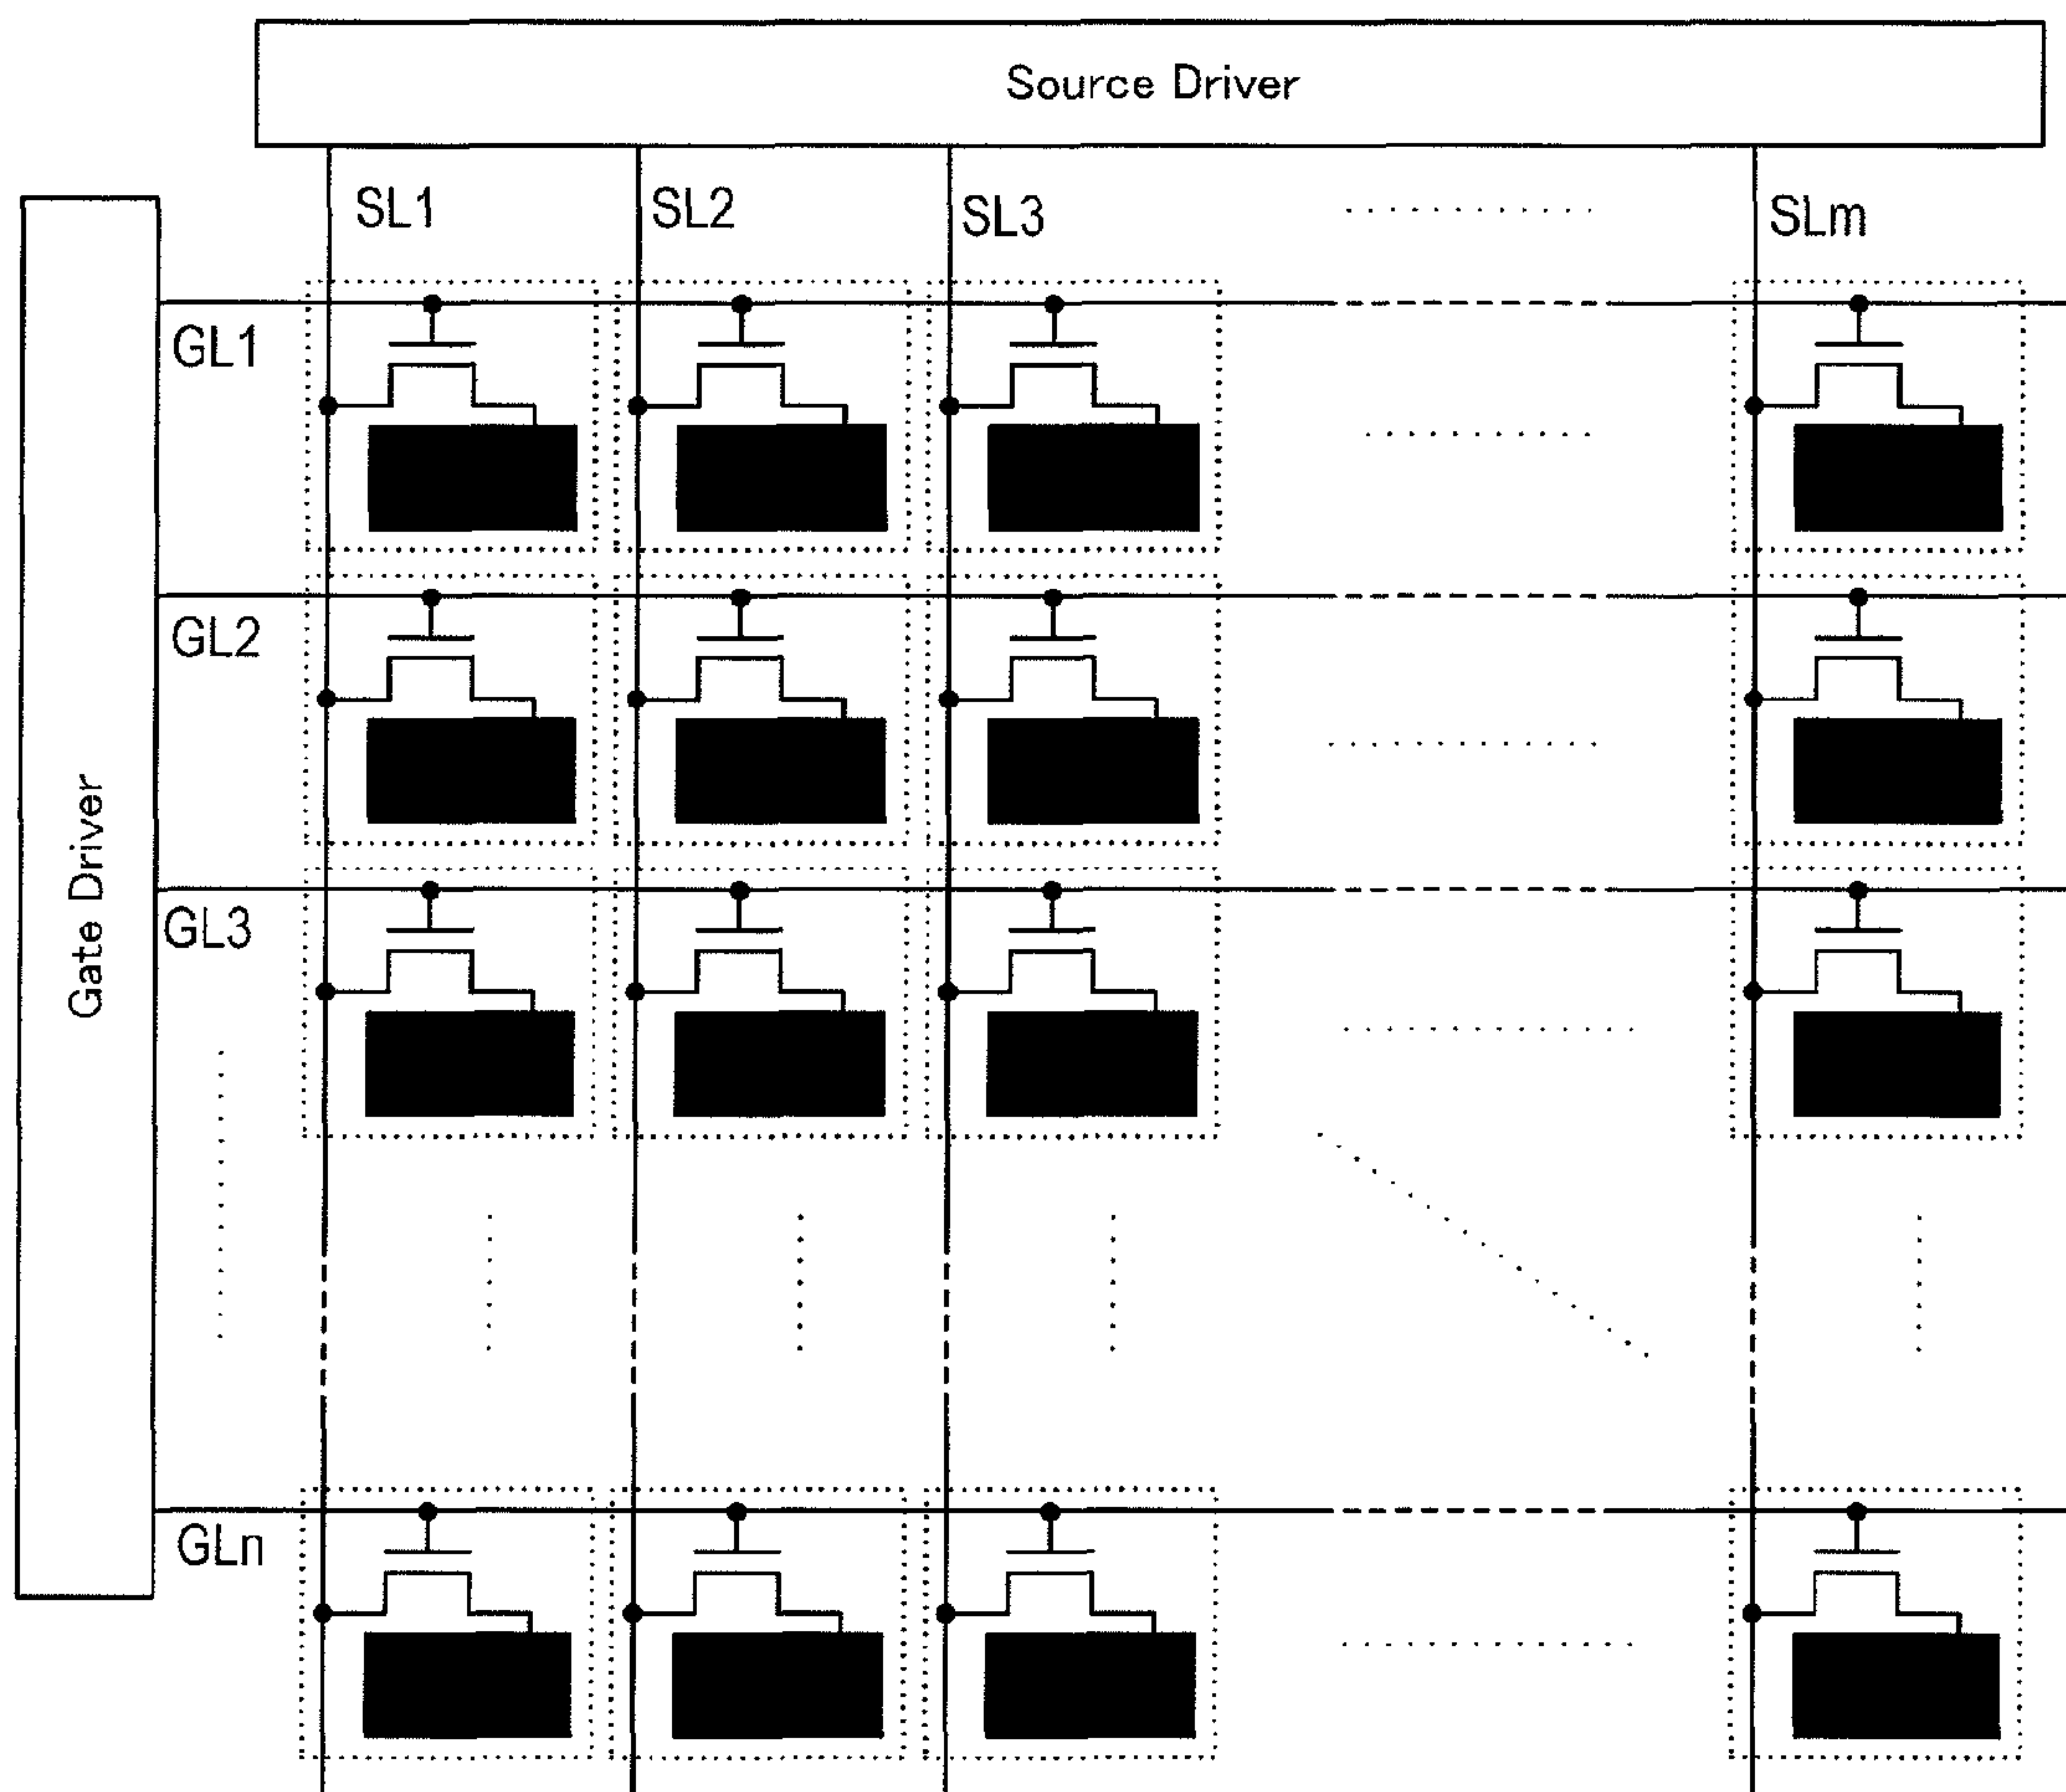 Source Driver
SL1
SL2
SL3
SLm
GL1
GL2
Gate Driver
GL3
GLn